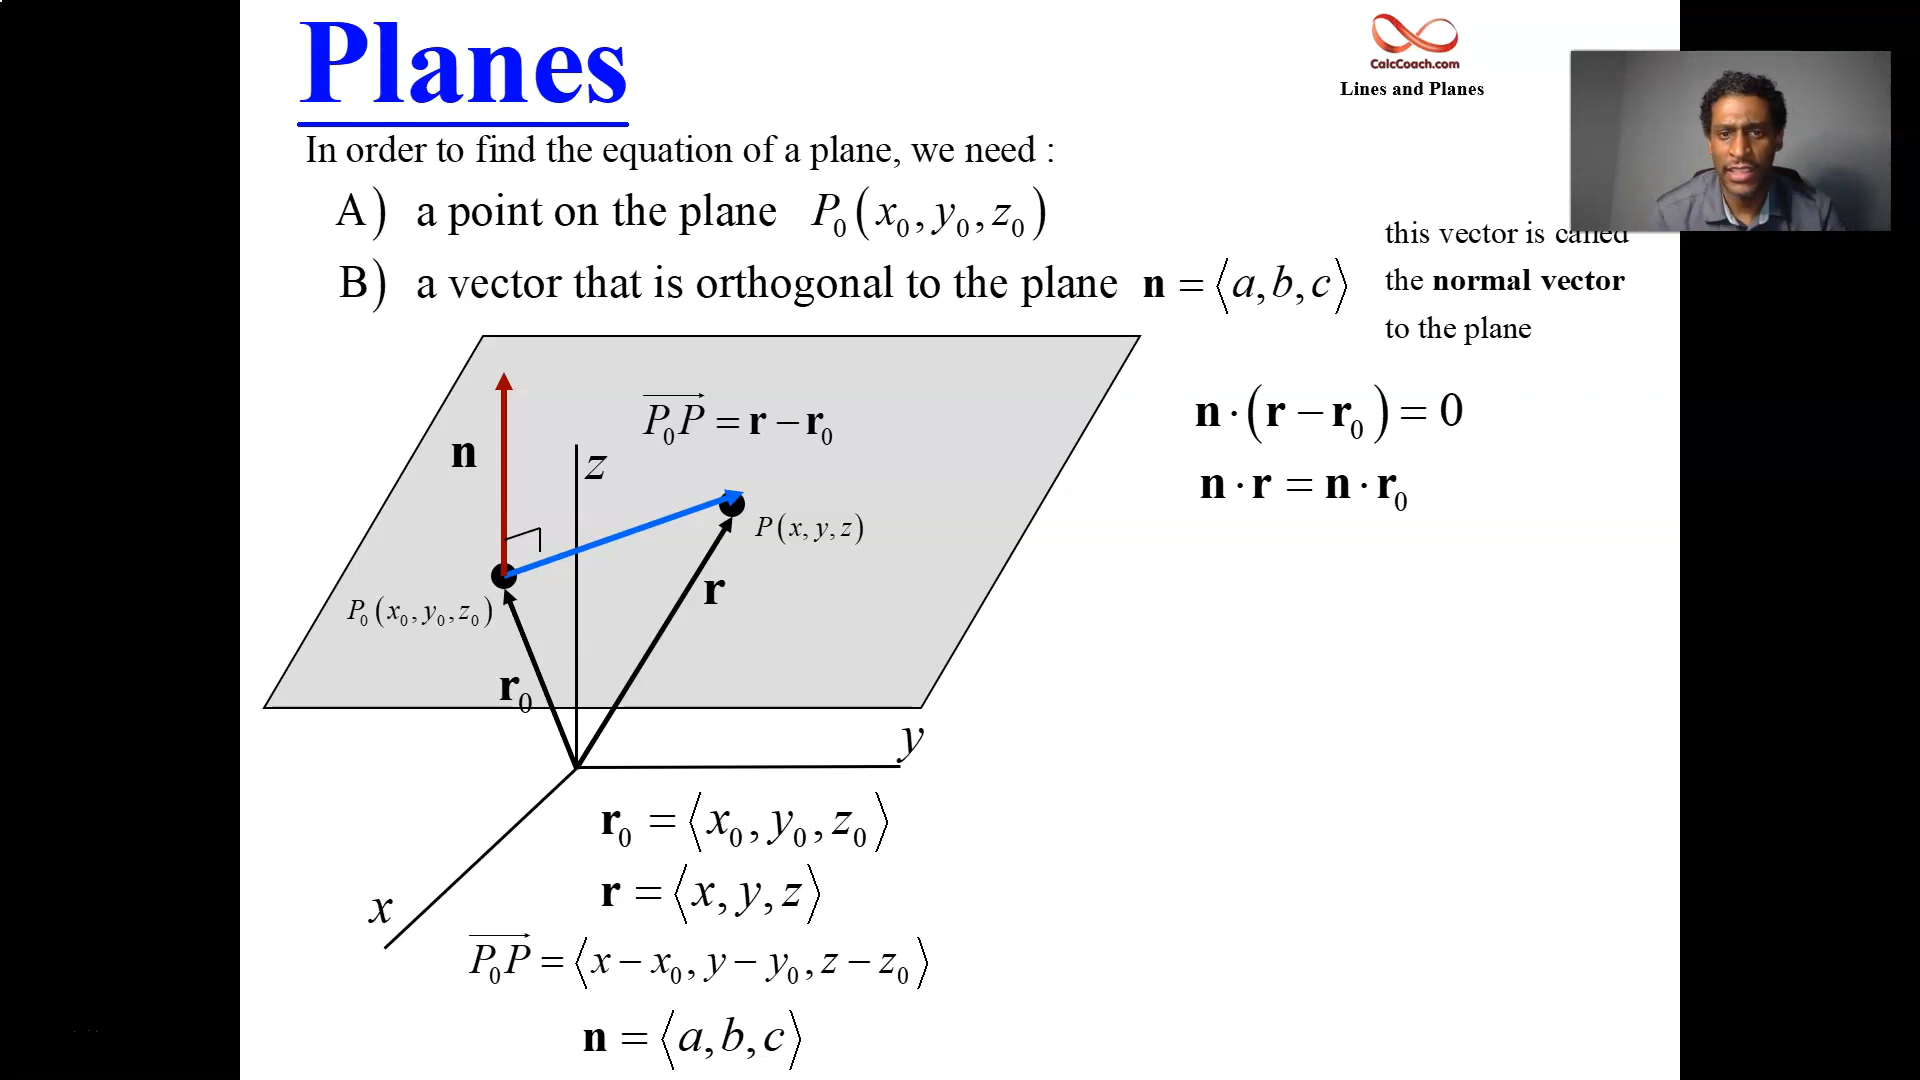 Planes
CalcCoach.com
Lines and Planes
In order to find the equation of a plane, we need :
A) a point on the plane P₀(x₀, y₀, z₀)
B) a vector that is orthogonal to the plane n = ⟨a, b, c⟩
this vector is called
the normal vector
to the plane
n · (r − r₀) = 0
n · r = n · r₀
P₀P⃗ = r − r₀
n
z
P(x, y, z)
r
P₀(x₀, y₀, z₀)
r₀
y
x
r₀ = ⟨x₀, y₀, z₀⟩
r = ⟨x, y, z⟩
P₀P⃗ = ⟨x − x₀, y − y₀, z − z₀⟩
n = ⟨a, b, c⟩